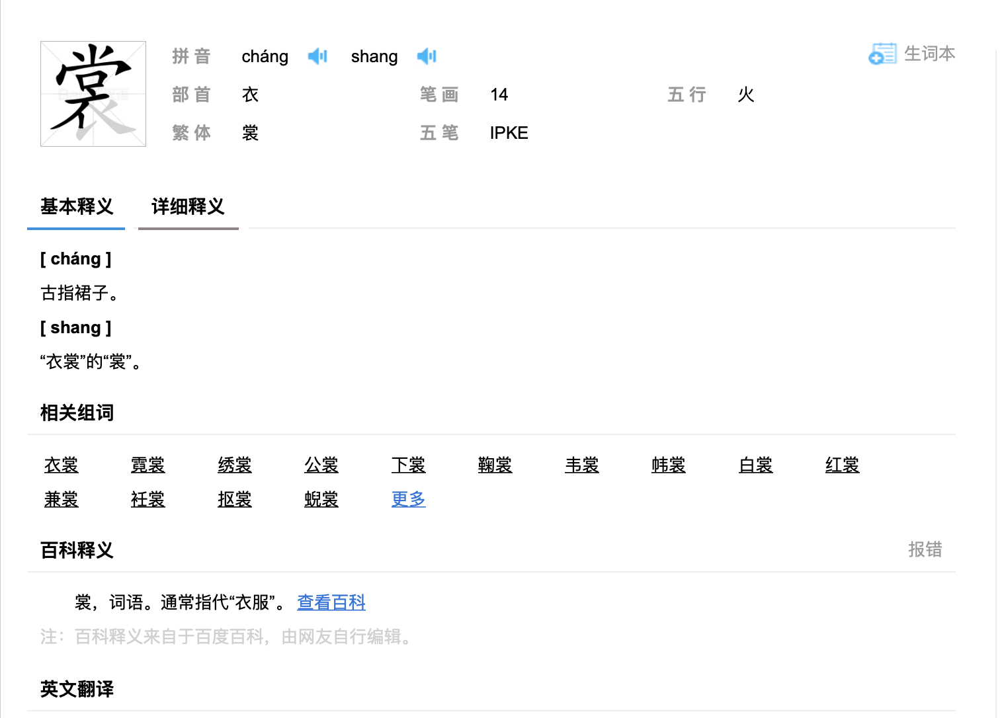 裳
拼音 cháng shang 生词本
部首 衣 笔画 14 五行 火
繁体 裳 五笔 IPKE
基本释义 详细释义
[ cháng ]
古指裙子。
[ shang ]
“衣裳”的“裳”。
相关组词
衣裳 霓裳 绣裳 公裳 下裳 鞠裳 韦裳 帏裳 白裳 红裳
兼裳 衽裳 抠裳 蜺裳 更多
百科释义 报错
裳，词语。通常指代“衣服”。 查看百科
注：百科释义来自于百度百科，由网友自行编辑。
英文翻译